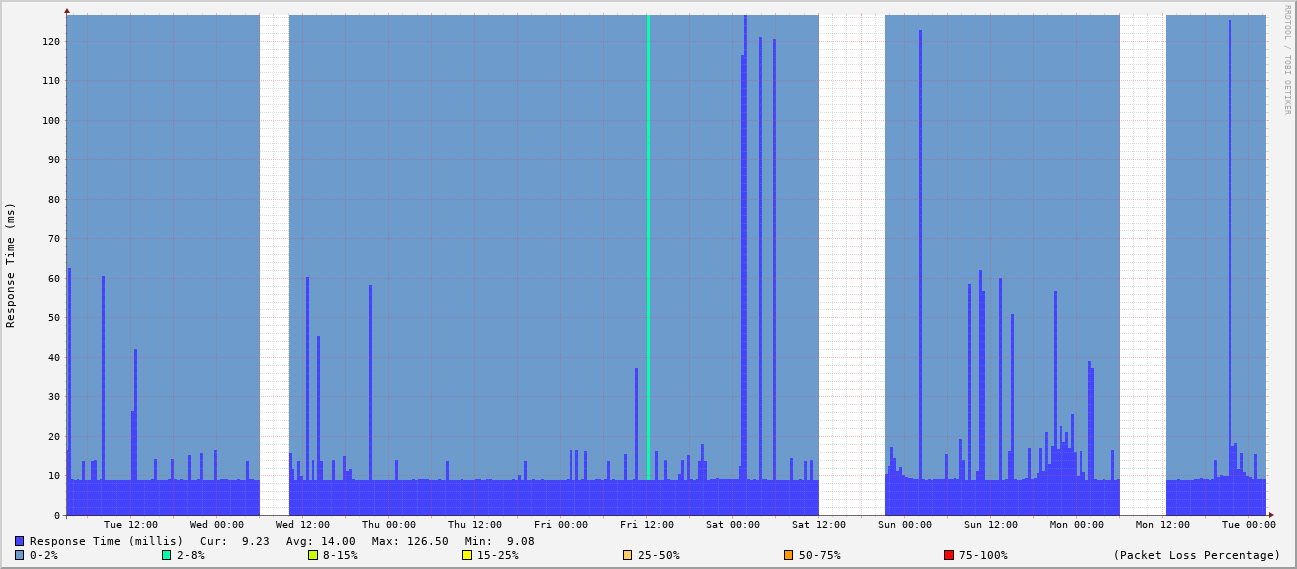 RRDTOOL / TOBI OETIKER
Response Time (ms)
120
110
100
90
80
70
60
50
40
30
20
10
0
Tue 12:00 Wed 00:00 Wed 12:00 Thu 00:00 Thu 12:00 Fri 00:00 Fri 12:00 Sat 00:00 Sat 12:00 Sun 00:00 Sun 12:00 Mon 00:00 Mon 12:00 Tue 00:00
Response Time (millis) Cur: 9.23 Avg: 14.00 Max: 126.50 Min: 9.08
0-2% 2-8% 8-15% 15-25% 25-50% 50-75% 75-100% (Packet Loss Percentage)